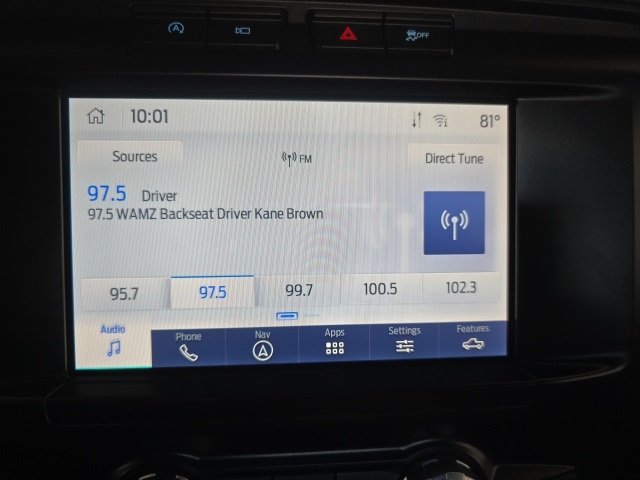 A
OFF
10:01
81°
Sources
FM
Direct Tune
97.5 Driver
97.5 WAMZ Backseat Driver Kane Brown
95.7
97.5
99.7
100.5
102.3
Audio
Phone
Nav
Apps
Settings
Features